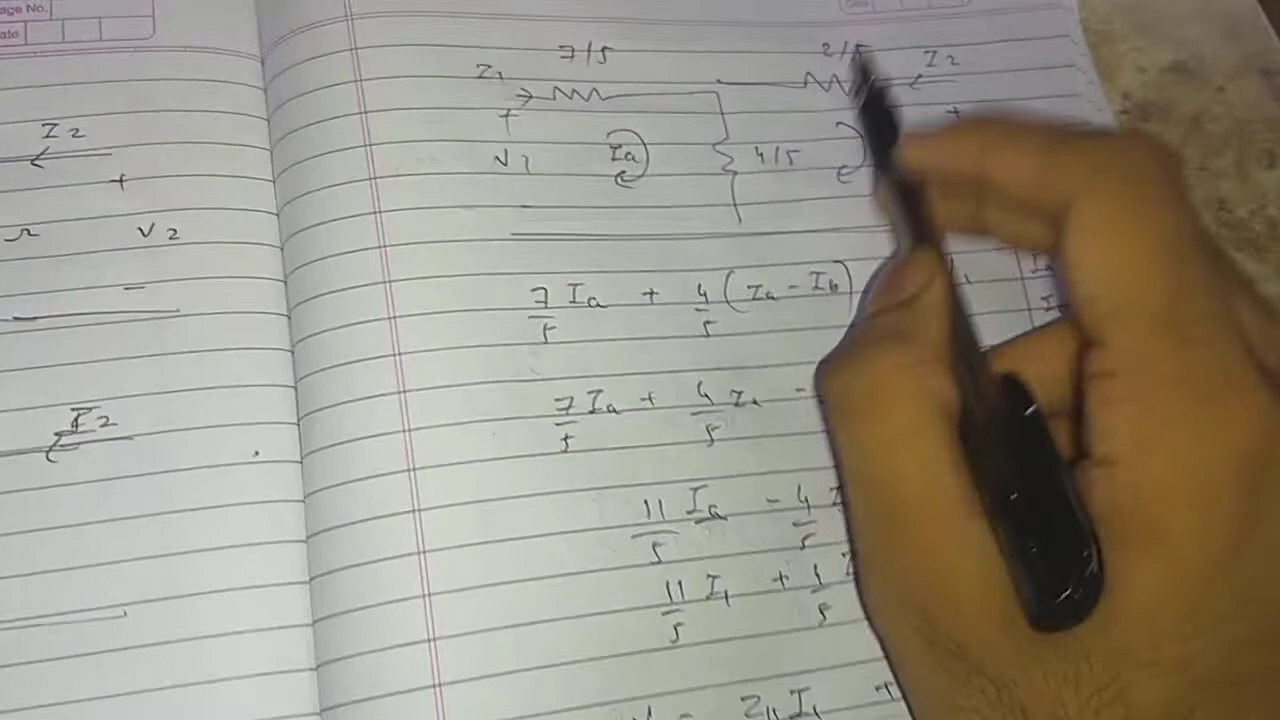 age No.
ate
Date
I2
+
V2
−
I2
7/5
2/5
I1
I2
+
+
V1
Ia
4/5
7/5 Ia + 4/5 (Ia - Ib)
7/5 Ia + 4/5 Ia -
11/5 Ia - 4/5 I
11/5 I1 + 4/5 I
Z11 I1 +